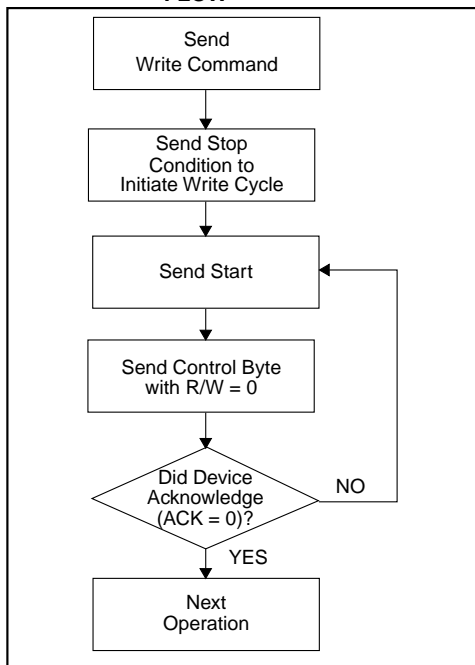 Send
Write Command
Send Stop
Condition to
Initiate Write Cycle
Send Start
Send Control Byte
with R/W = 0
Did Device
Acknowledge
(ACK = 0)?
NO
YES
Next
Operation